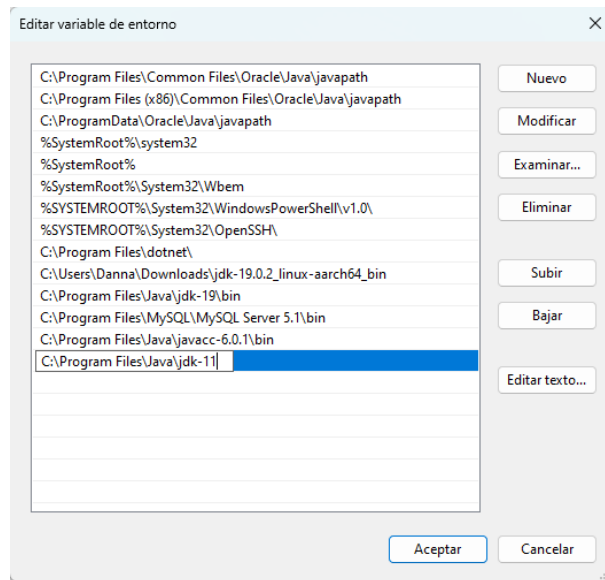 Editar variable de entorno
C:\Program Files\Common Files\Oracle\Java\javapath
C:\Program Files (x86)\Common Files\Oracle\Java\javapath
C:\ProgramData\Oracle\Java\javapath
%SystemRoot%\system32
%SystemRoot%
%SystemRoot%\System32\Wbem
%SYSTEMROOT%\System32\WindowsPowerShell\v1.0\
%SYSTEMROOT%\System32\OpenSSH\
C:\Program Files\dotnet\
C:\Users\Danna\Downloads\jdk-19.0.2_linux-aarch64_bin
C:\Program Files\Java\jdk-19\bin
C:\Program Files\MySQL\MySQL Server 5.1\bin
C:\Program Files\Java\javacc-6.0.1\bin
C:\Program Files\Java\jdk-11
Nuevo
Modificar
Examinar...
Eliminar
Subir
Bajar
Editar texto...
Aceptar
Cancelar